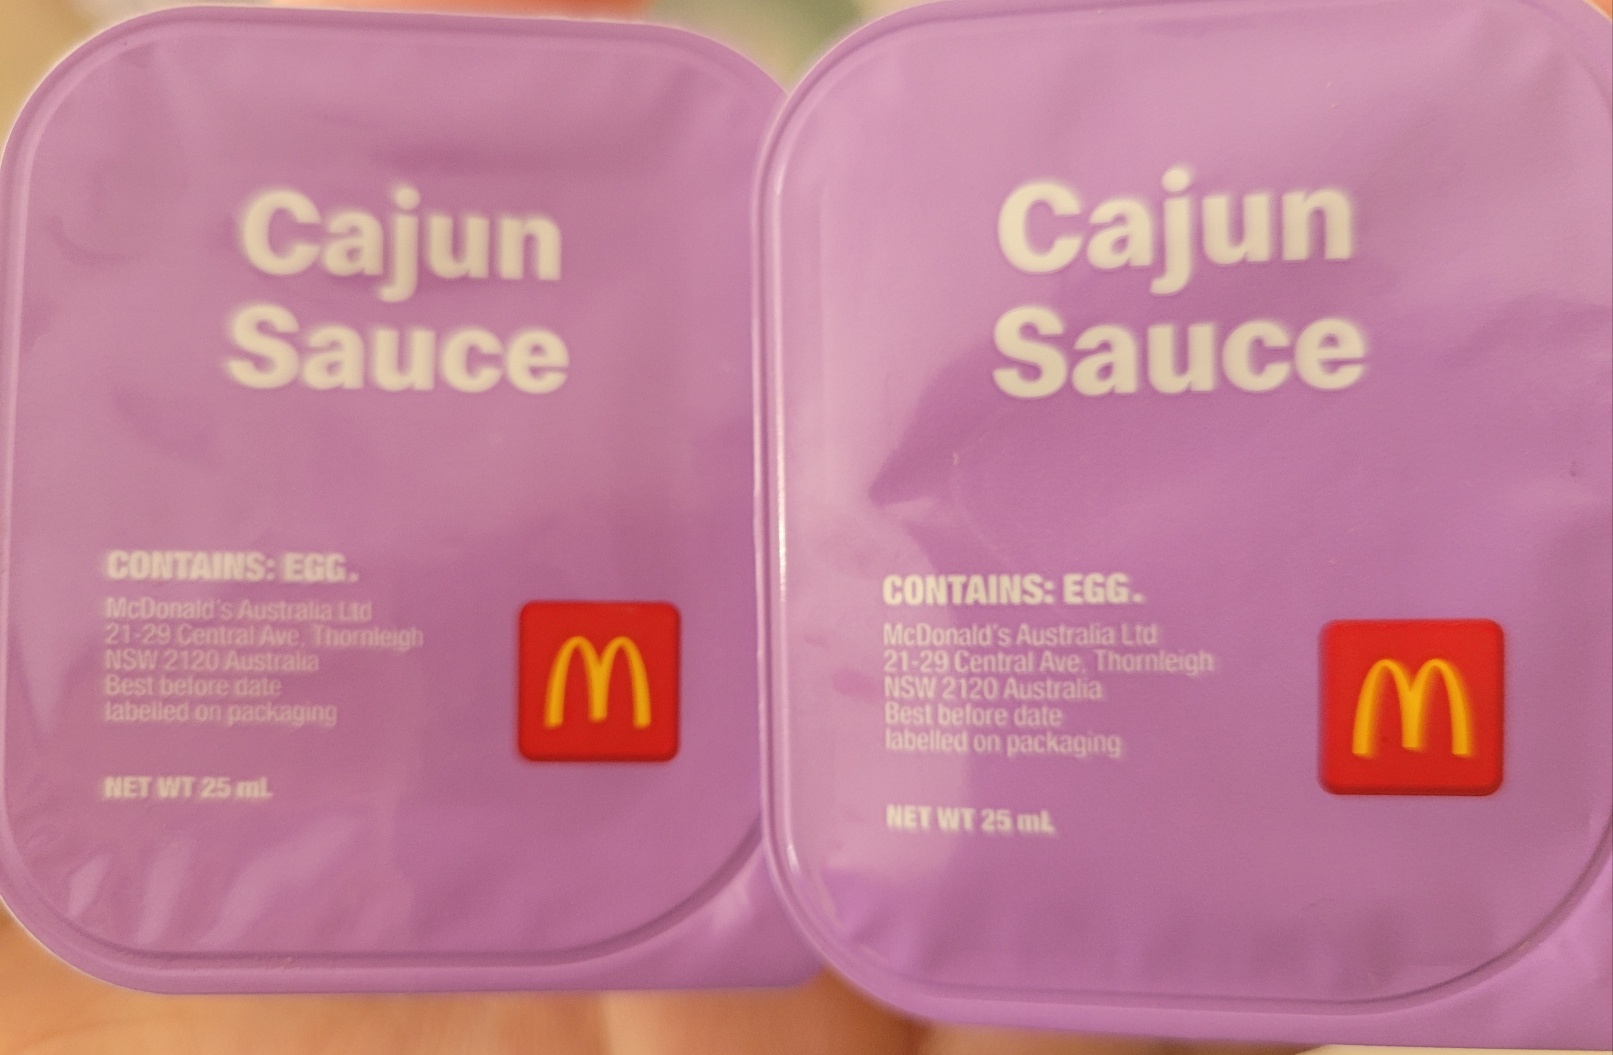 Cajun
Sauce
CONTAINS: EGG.
McDonald's Australia Ltd
21-29 Central Ave, Thornleigh
NSW 2120 Australia
Best before date
labelled on packaging
NET WT 25 mL
Cajun
Sauce
CONTAINS: EGG.
McDonald's Australia Ltd
21-29 Central Ave, Thornleigh
NSW 2120 Australia
Best before date
labelled on packaging
NET WT 25 mL